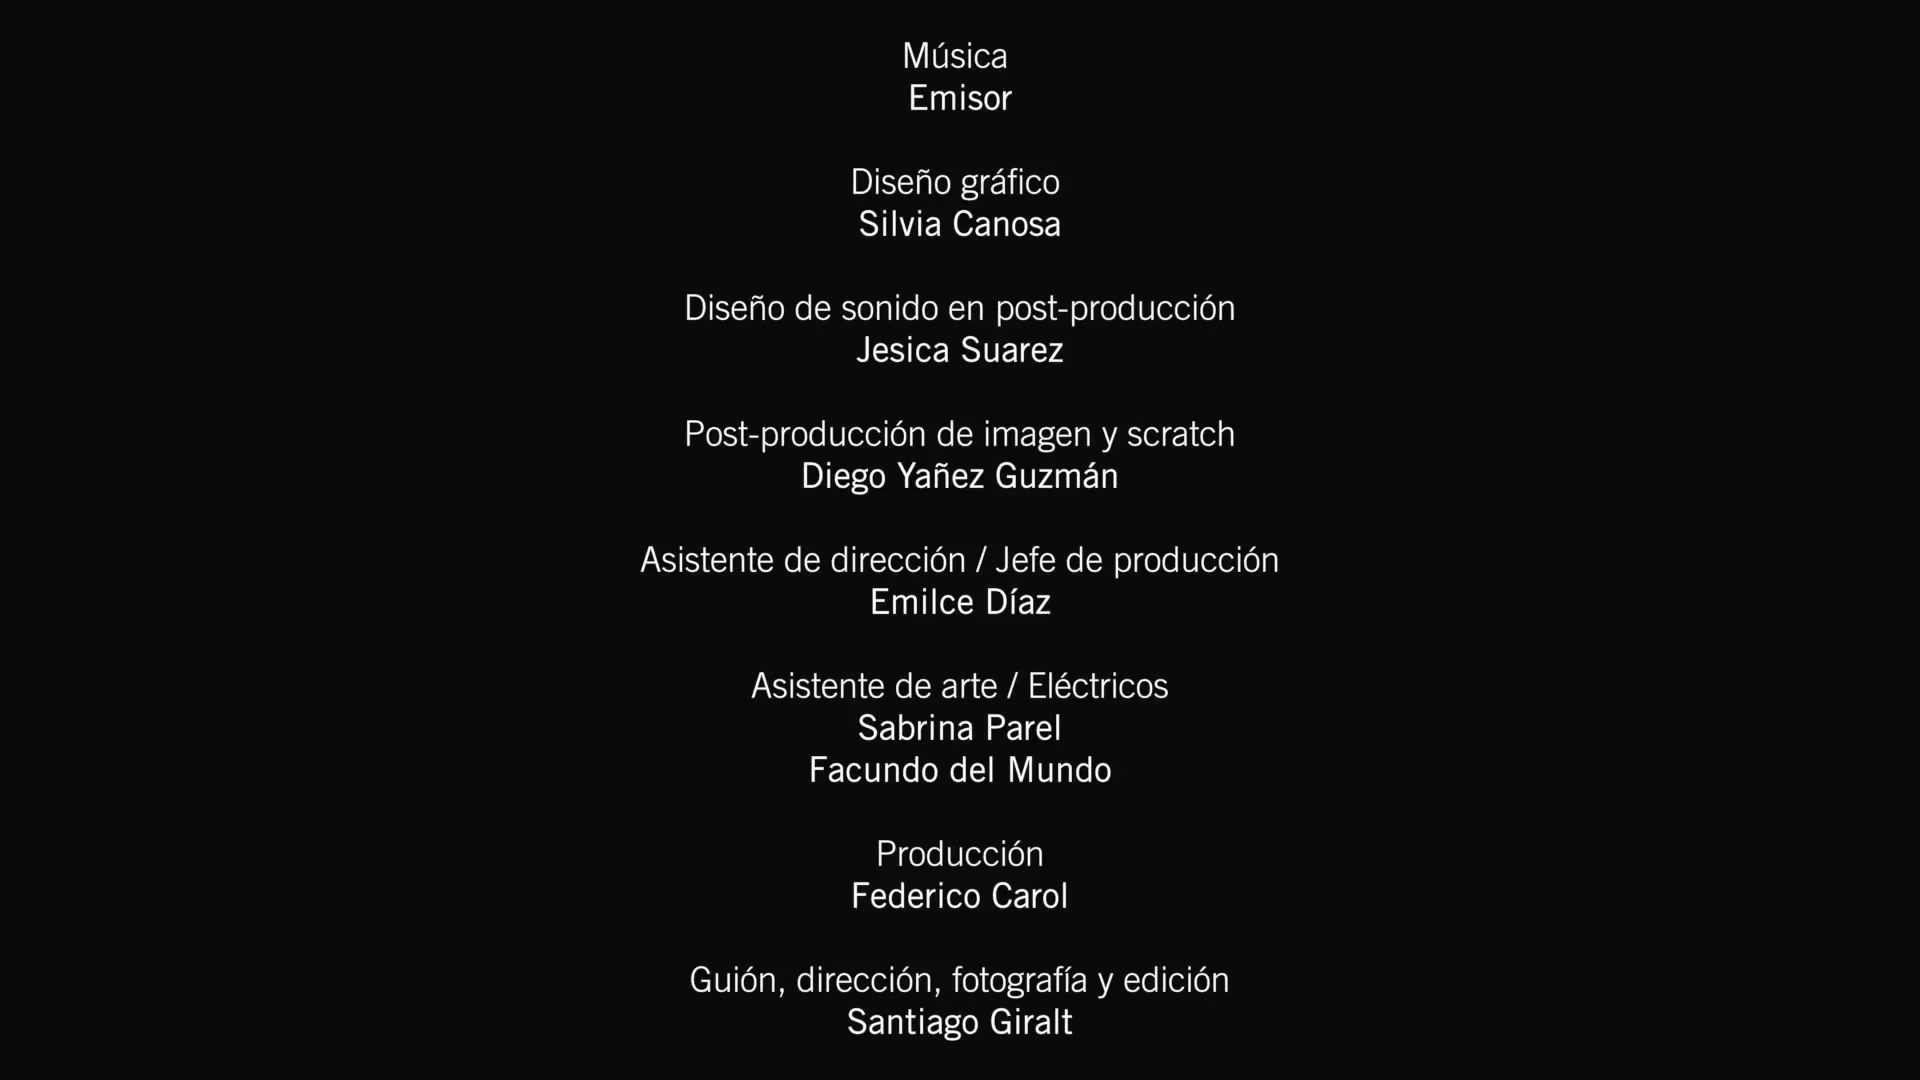 Música
Emisor
Diseño gráfico
Silvia Canosa
Diseño de sonido en post-producción
Jesica Suarez
Post-producción de imagen y scratch
Diego Yañez Guzmán
Asistente de dirección / Jefe de producción
Emilce Díaz
Asistente de arte / Eléctricos
Sabrina Parel
Facundo del Mundo
Producción
Federico Carol
Guión, dirección, fotografía y edición
Santiago Giralt